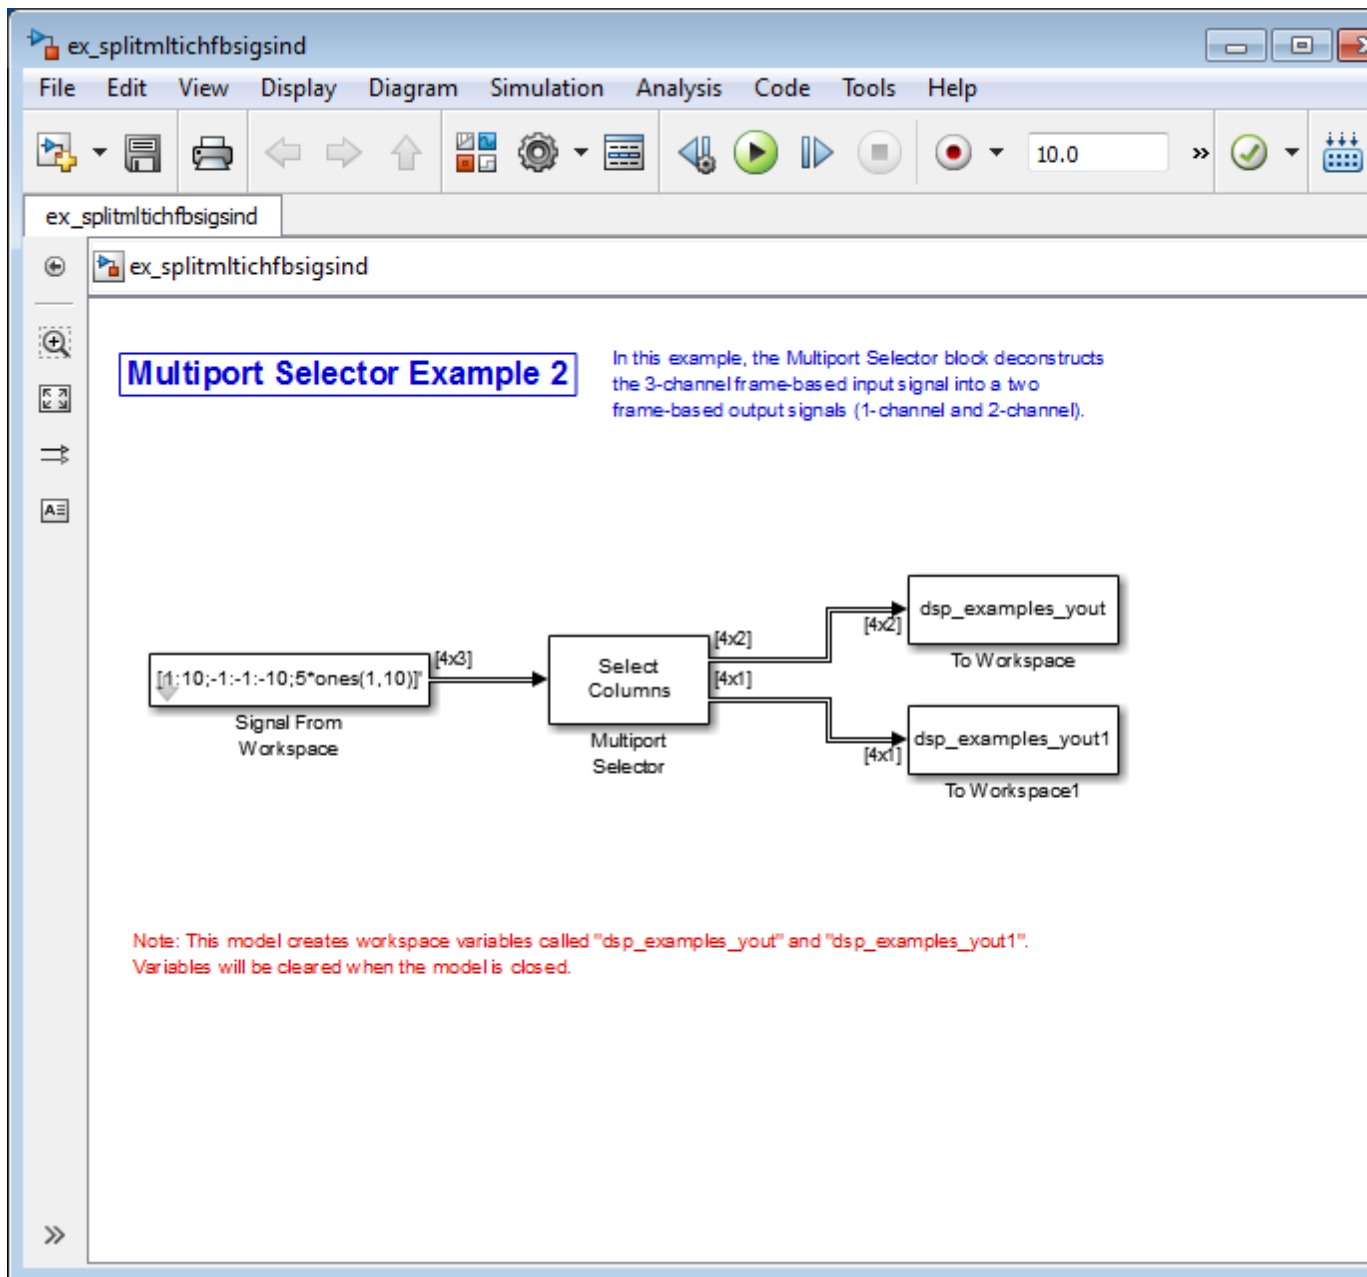 ex_splitmltichfbsigsind
File Edit View Display Diagram Simulation Analysis Code Tools Help
10.0
ex_splitmltichfbsigsind
ex_splitmltichfbsigsind
Multiport Selector Example 2
In this example, the Multiport Selector block deconstructs
the 3-channel frame-based input signal into a two
frame-based output signals (1-channel and 2-channel).
[1:10;-1:-1:-10;5*ones(1,10)]'
Signal From
Workspace
[4x3]
Select
Columns
Multiport
Selector
[4x2]
[4x1]
[4x2]
dsp_examples_yout
To Workspace
[4x1]
dsp_examples_yout1
To Workspace1
Note: This model creates workspace variables called "dsp_examples_yout" and "dsp_examples_yout1".
Variables will be cleared when the model is closed.